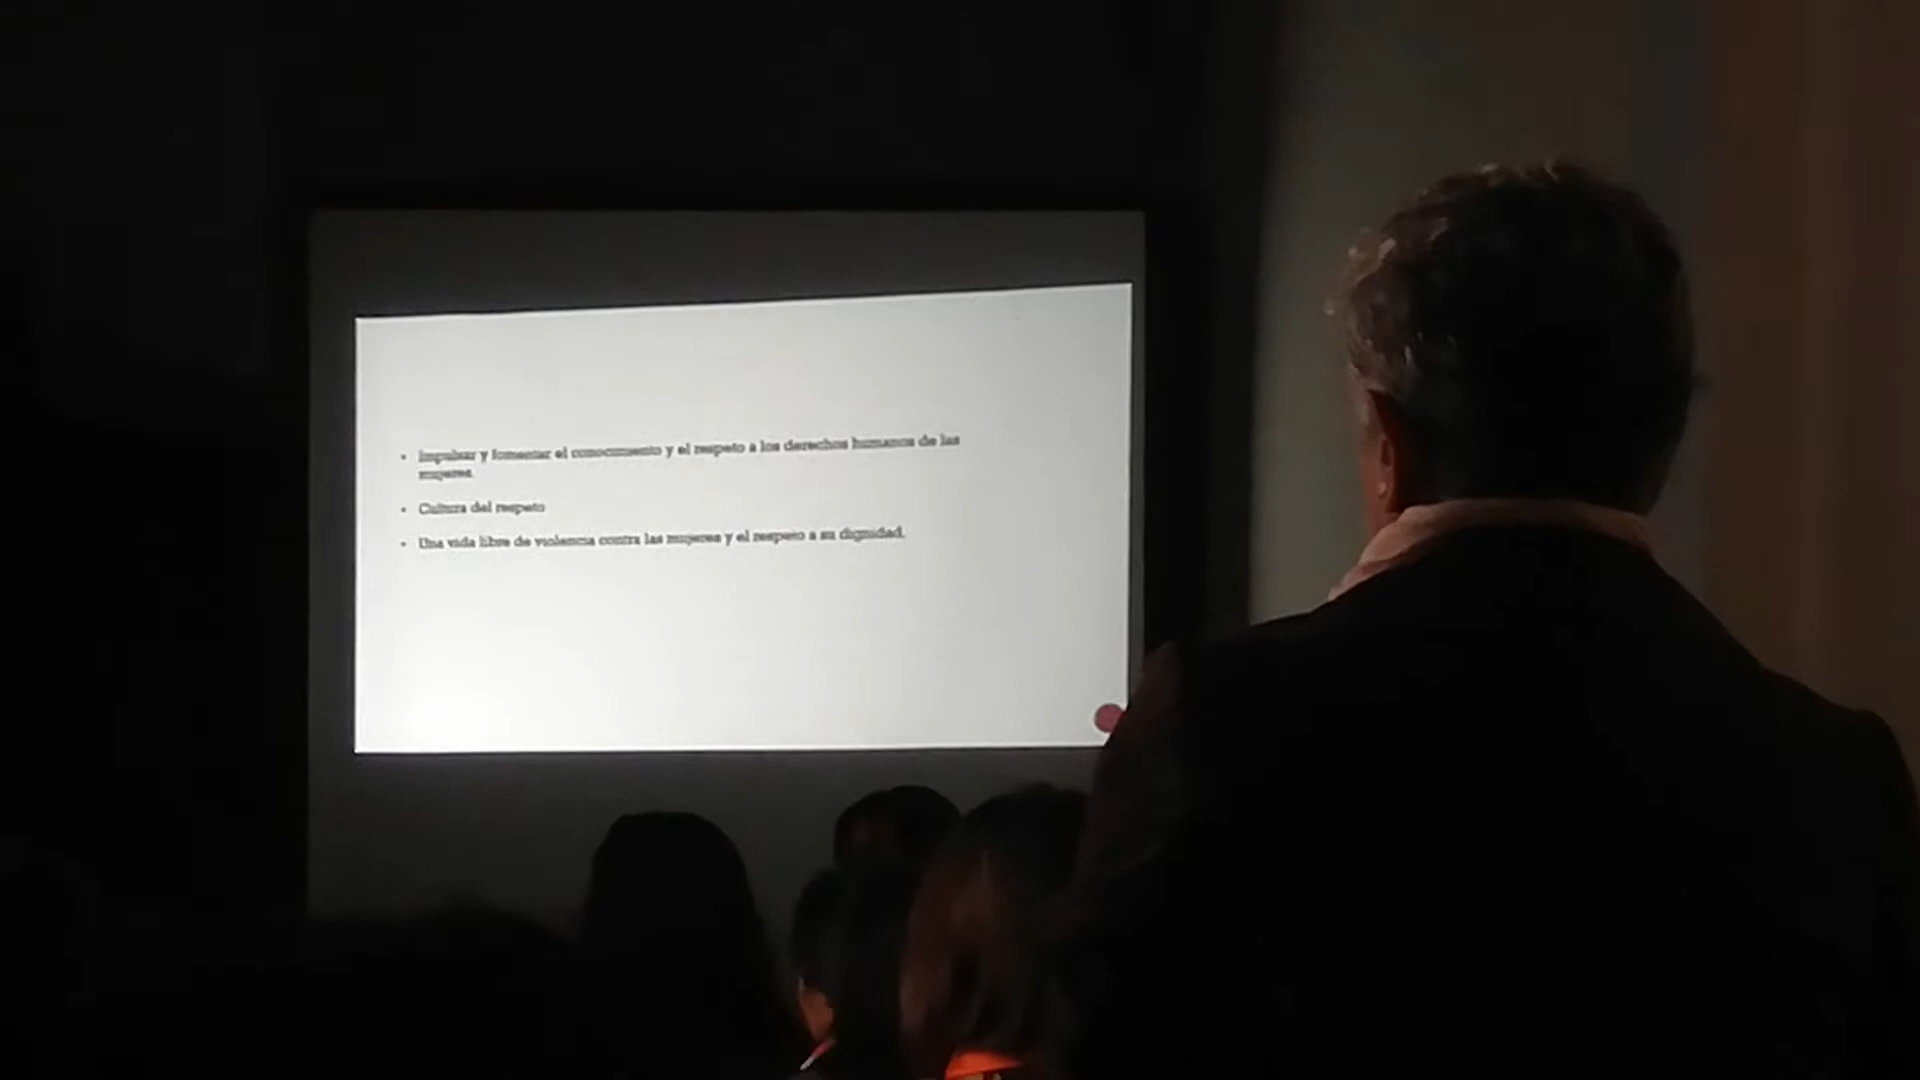 • Impulsar y fomentar el conocimiento y el respeto a los derechos humanos de las
mujeres.
• Cultura del respeto
• Una vida libre de violencia contra las mujeres y el respeto a su dignidad.